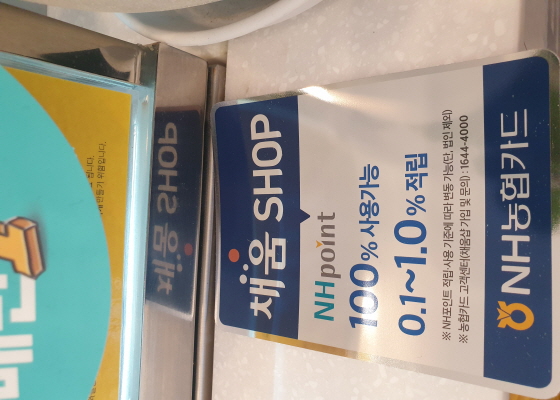 채움 SHOP
NHpoint
100% 사용가능
0.1~1.0% 적립
※ NH포인트 적립/사용 기준에 따라 변동 가능(단, 법인 제외)
※ 농협카드 고객센터(채움샵 가입 및 문의) : 1644-4000
NH농협카드